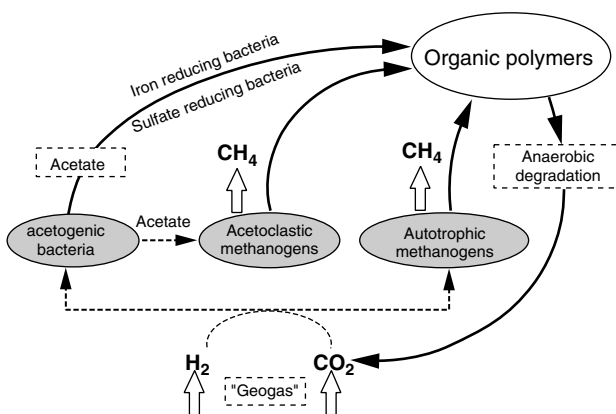 Iron reducing bacteria
Sulfate reducing bacteria
Organic polymers
Acetate
CH4
CH4
Anaerobic
degradation
acetogenic
bacteria
Acetate
Acetoclastic
methanogens
Autotrophic
methanogens
H2
"Geogas"
CO2